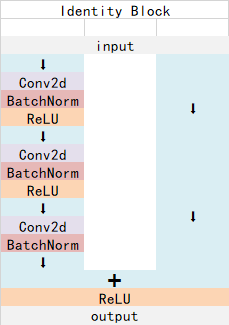 Identity Block
input
Conv2d
BatchNorm
ReLU
Conv2d
BatchNorm
ReLU
Conv2d
BatchNorm
+
ReLU
output